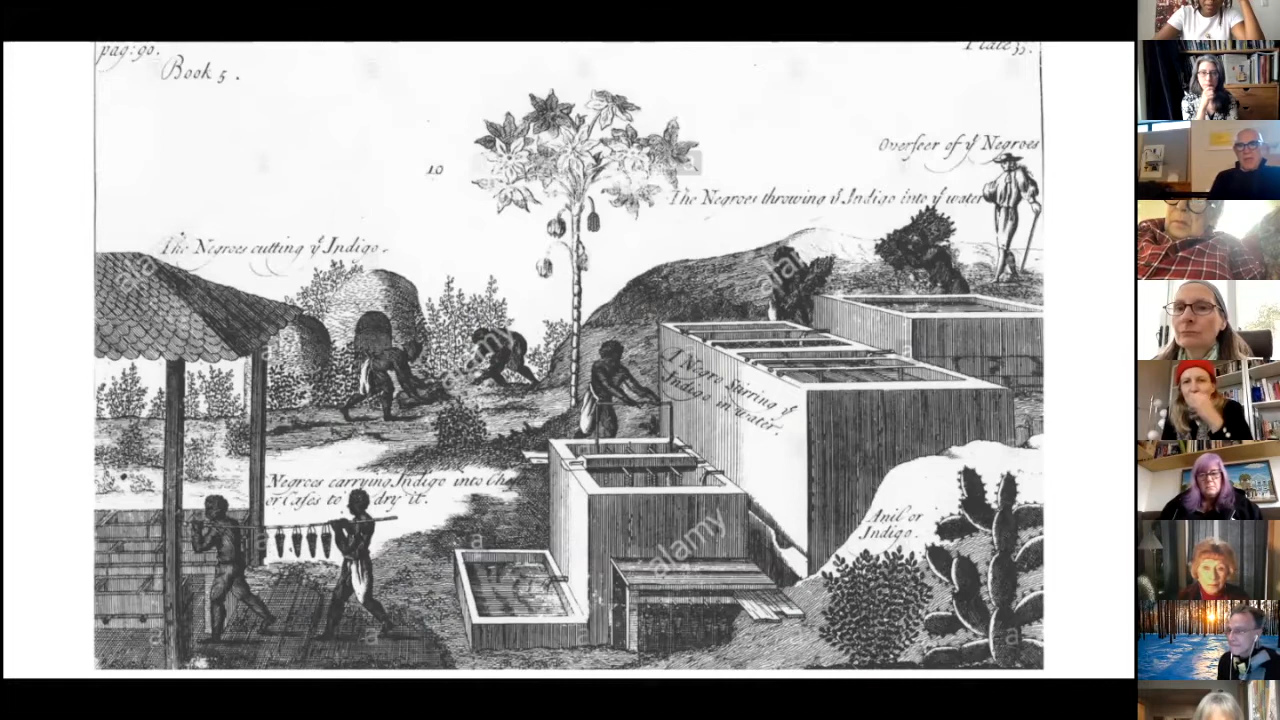 pag: 90.
Book 5.
Plate 35.
10
Overseer of yᵉ Negroes
The Negroes throwing yᵉ Indigo into yᵉ water
The Negroes cutting yᵉ Indigo.
A Negro Stirring yᵉ
Indigo in water.
Negroes carrying Indigo into
or Cases to dry it.
Anil or
Indigo.
alamy
alamy
a
a
a
a